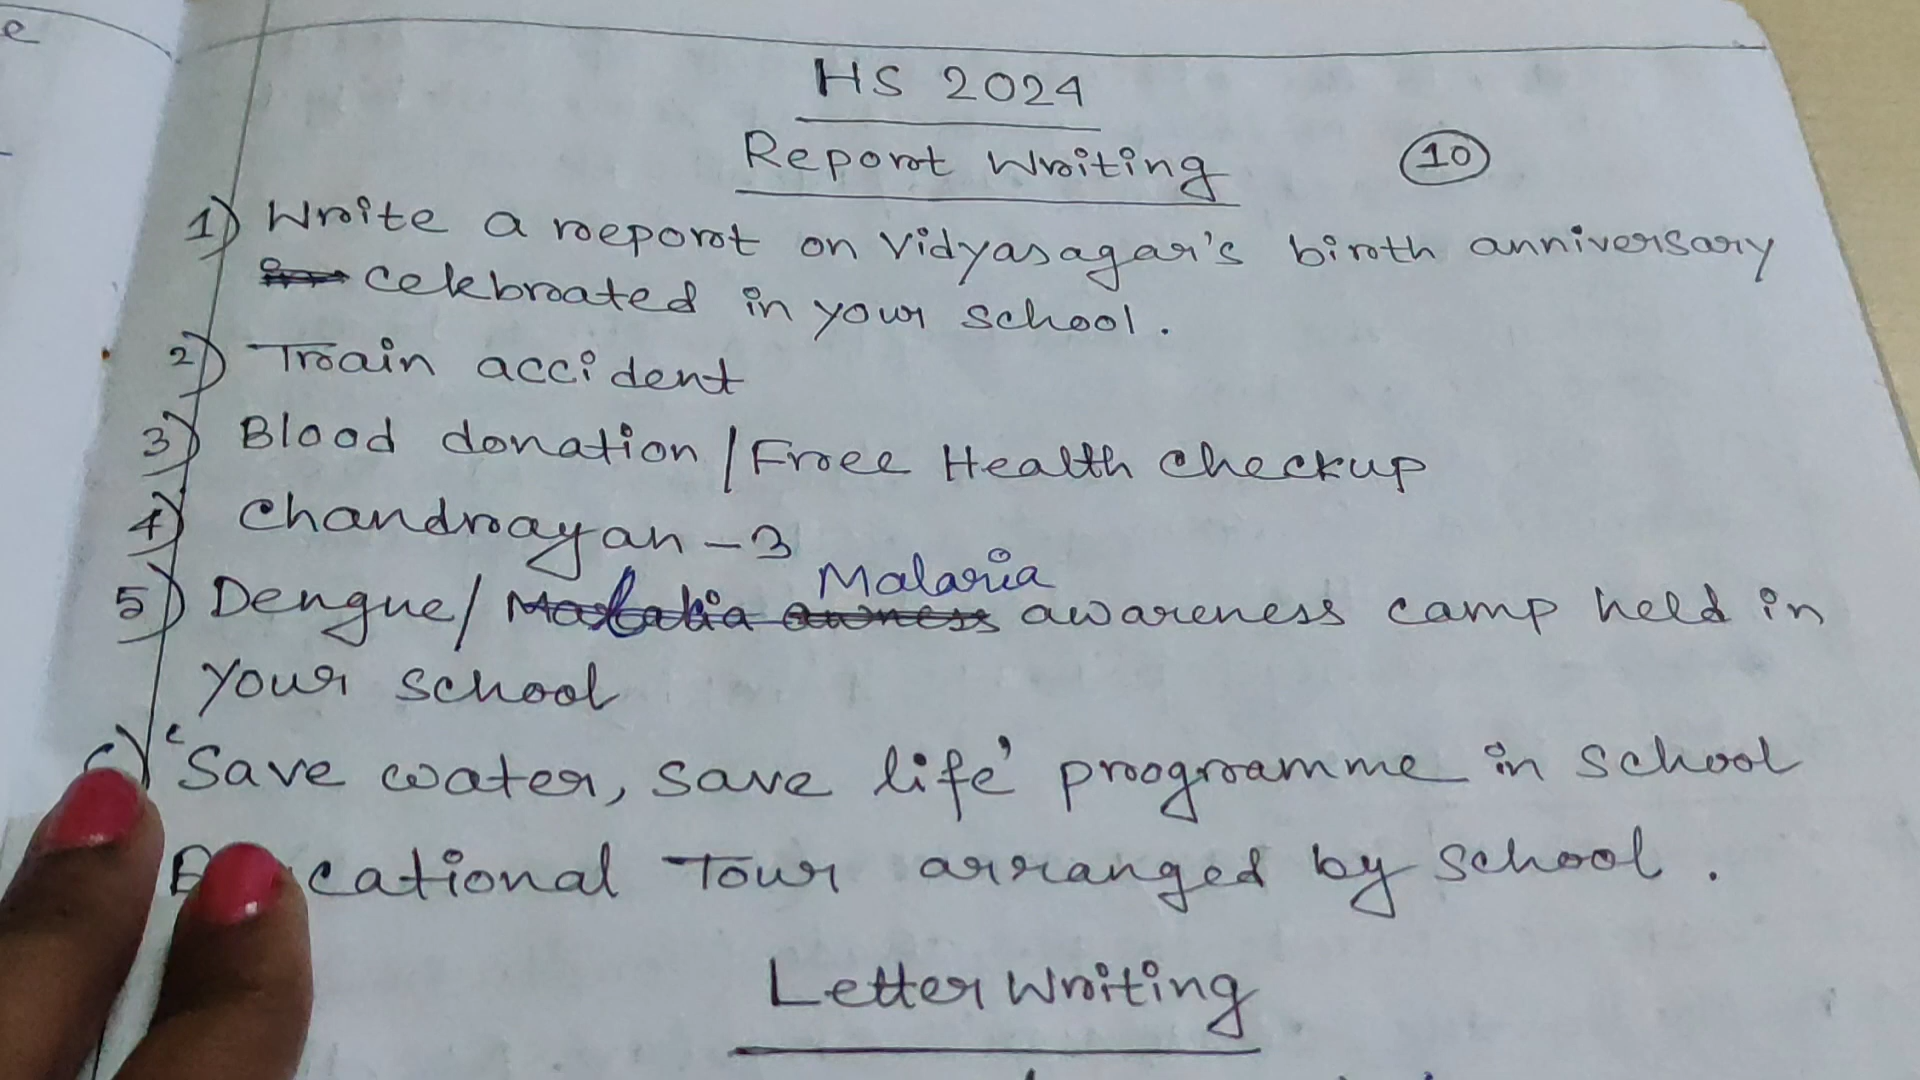 e
HS 2024
Report Writing 10
1) Write a report on Vidyasagar's birth anniversary
celebrated in your school.
2) Train accident
3) Blood donation / Free Health Checkup
4) Chandrayan - 3
5) Dengue / Malaria awareness camp held in
your school
'Save water, save life' programme in school
Tour arranged by school.
Letter Writing